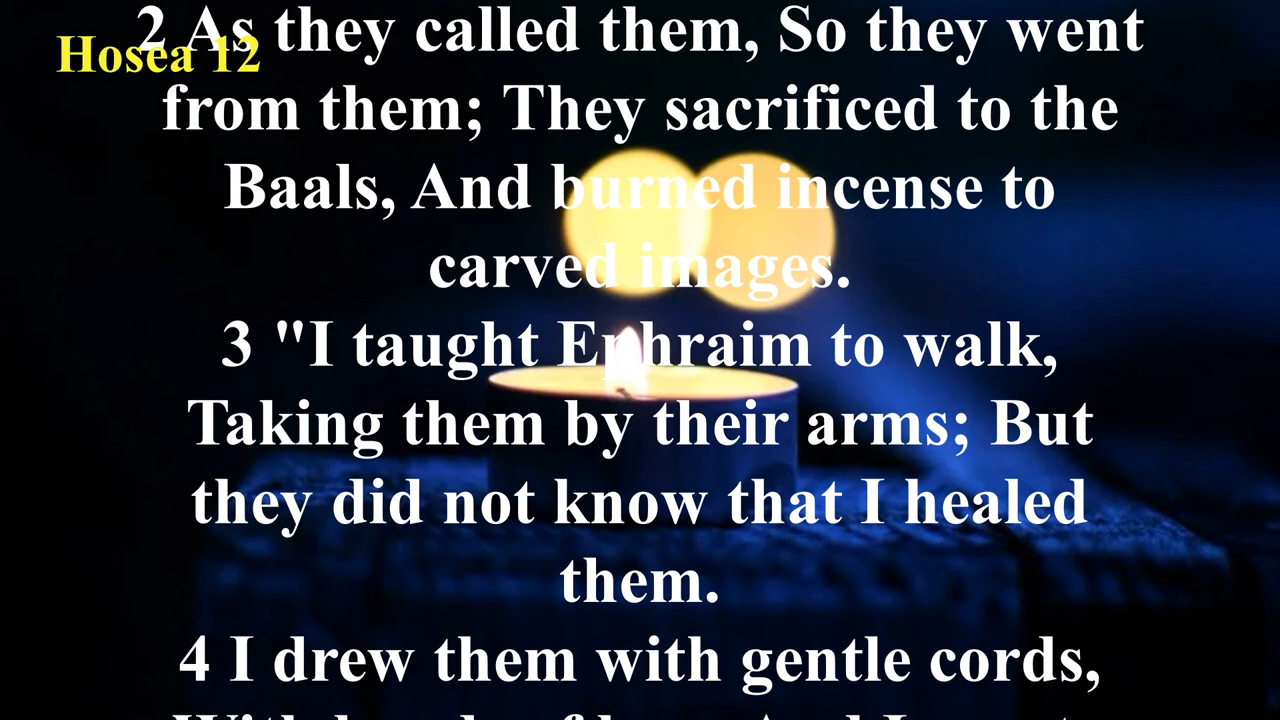 Hosea 12
2 As they called them, So they went
from them; They sacrificed to the
Baals, And burned incense to
carved images.
3 "I taught Ephraim to walk,
Taking them by their arms; But
they did not know that I healed
them.
4 I drew them with gentle cords,